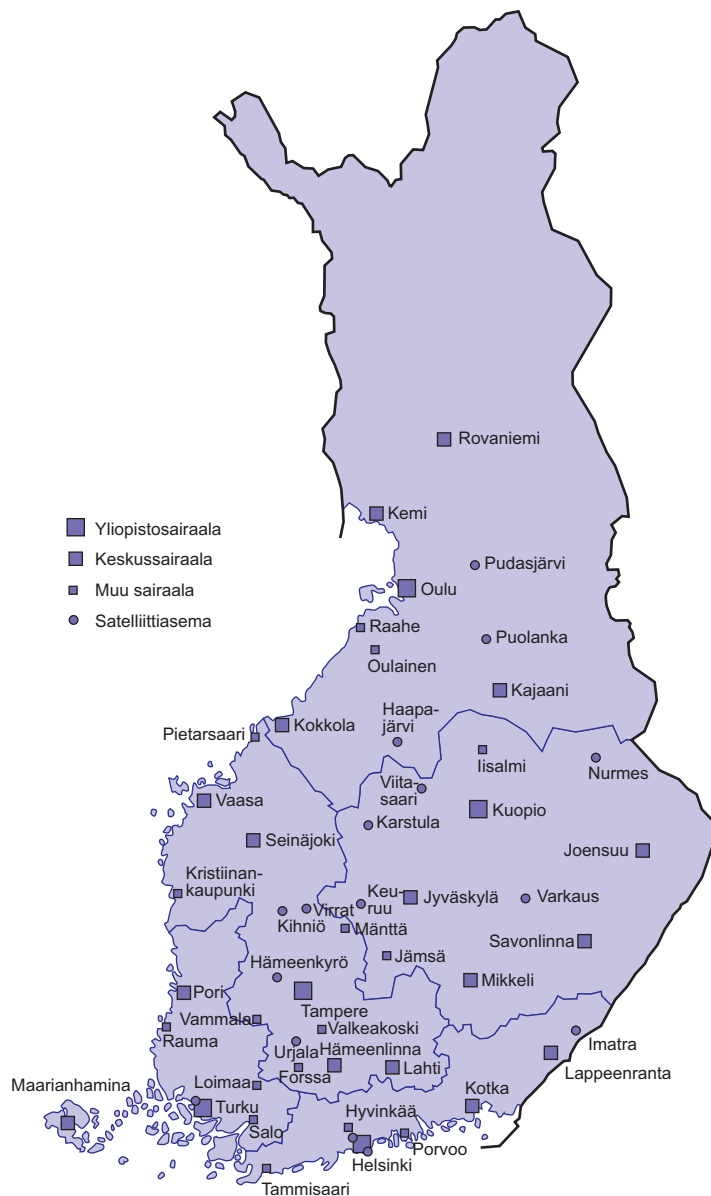 Rovaniemi
Kemi
Yliopistosairaala
Keskussairaala
Muu sairaala
Satelliittiasema
Pudasjärvi
Oulu
Raahe
Puolanka
Oulainen
Kajaani
Haapa-
järvi
Kokkola
Pietarsaari
Iisalmi
Nurmes
Viita-
saari
Vaasa
Kuopio
Karstula
Seinäjoki
Joensuu
Kristiinan-
kaupunki
Keu-
ruu
Jyväskylä
Varkaus
Virrat
Kihniö
Mänttä
Savonlinna
Jämsä
Hämeenkyrö
Mikkeli
Pori
Tampere
Vammala
Valkeakoski
Rauma
Imatra
Urjala
Hämeenlinna
Lappeenranta
Forssa
Lahti
Loimaa
Maarianhamina
Kotka
Turku
Hyvinkää
Salo
Porvoo
Helsinki
Tammisaari